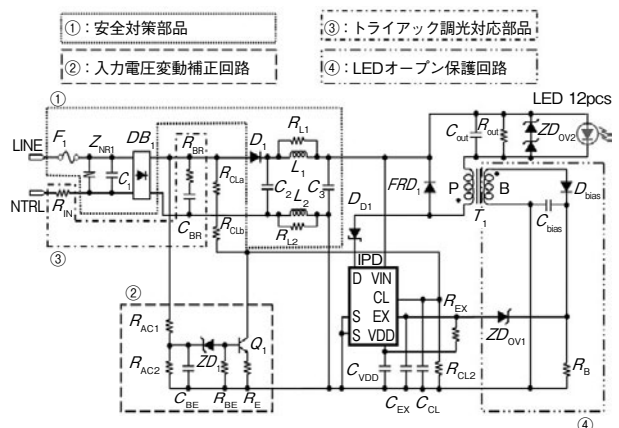 ①：安全対策部品
②：入力電圧変動補正回路
③：トライアック調光対応部品
④：LEDオープン保護回路
①
LED 12pcs
LINE
F1
ZNR1
DB1
RBR
D1
RL1
L1
Cout
Rout
ZDOV2
C1
RCLa
C2
C3
FRD1
P
B
Dbias
NTRL
RIN
CBR
RCLb
L2
RL2
DD1
T1
Cbias
③
IPD
D VIN
CL
REX
S EX
S VDD
ZDOV1
②
RAC1
RAC2
ZD1
Q1
CBE
RBE
RE
CVDD
CEX
CCL
RCL2
RB
④